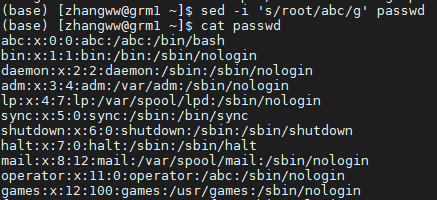 (base) [zhangww@grm1 ~]$ sed -i 's/root/abc/g' passwd
(base) [zhangww@grm1 ~]$ cat passwd
abc:x:0:0:abc:/abc:/bin/bash
bin:x:1:1:bin:/bin:/sbin/nologin
daemon:x:2:2:daemon:/sbin:/sbin/nologin
adm:x:3:4:adm:/var/adm:/sbin/nologin
lp:x:4:7:lp:/var/spool/lpd:/sbin/nologin
sync:x:5:0:sync:/sbin:/bin/sync
shutdown:x:6:0:shutdown:/sbin:/sbin/shutdown
halt:x:7:0:halt:/sbin:/sbin/halt
mail:x:8:12:mail:/var/spool/mail:/sbin/nologin
operator:x:11:0:operator:/abc:/sbin/nologin
games:x:12:100:games:/usr/games:/sbin/nologin